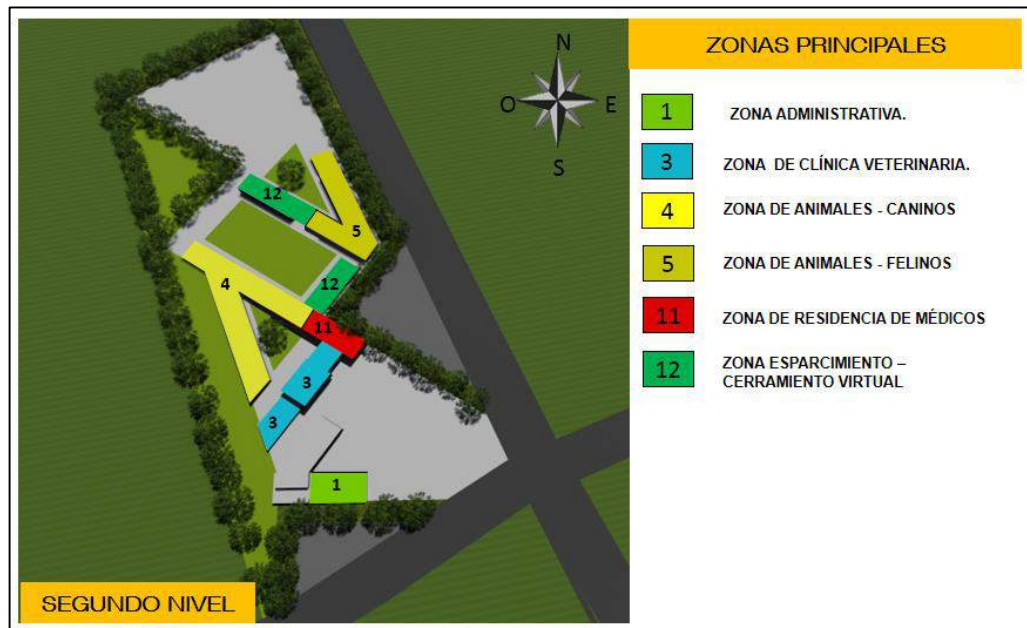 N
O E
S
12
5
4
12
11
3
3
1
SEGUNDO NIVEL
ZONAS PRINCIPALES
1 ZONA ADMINISTRATIVA.
3 ZONA DE CLÍNICA VETERINARIA.
4 ZONA DE ANIMALES - CANINOS
5 ZONA DE ANIMALES - FELINOS
11 ZONA DE RESIDENCIA DE MÉDICOS
12 ZONA ESPARCIMIENTO –
CERRAMIENTO VIRTUAL